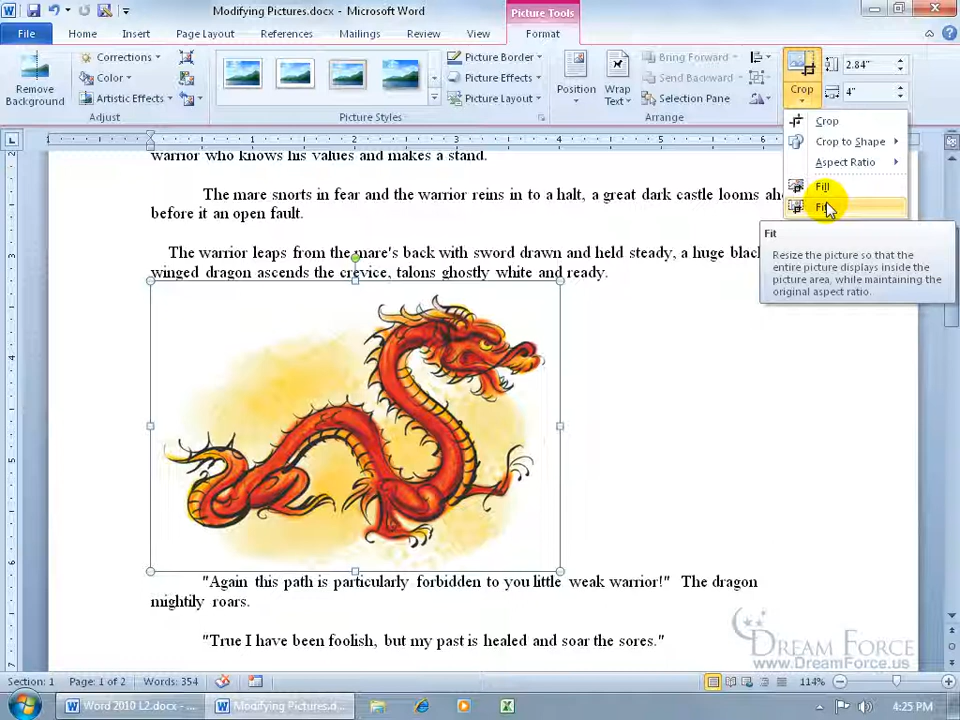 Modifying Pictures.docx - Microsoft Word
Picture Tools
File Home Insert Page Layout References Mailings Review View Format
Remove Background
Corrections
Color
Artistic Effects
Adjust
Picture Styles
Picture Border
Picture Effects
Picture Layout
Position
Wrap Text
Bring Forward
Send Backward
Selection Pane
Arrange
Crop
2.84"
4"
Crop
Crop to Shape
Aspect Ratio
Fill
Fit
Fit
Resize the picture so that the
entire picture displays inside the
picture area, while maintaining the
original aspect ratio.
warrior who knows his values and makes a stand.
The mare snorts in fear and the warrior reins in to a halt, a great dark castle looms
before it an open fault.
The warrior leaps from the mare's back with sword drawn and held steady, a huge
winged dragon ascends the crevice, talons ghostly white and ready.
"Again this path is particularly forbidden to you little weak warrior!" The dragon
mightily roars.
"True I have been foolish, but my past is healed and soar the sores."
DREAM FORCE
www.DreamForce.us
Section: 1 Page: 1 of 2 Words: 354 114%
Word 2010 L2.docx - ... Modifying Pictures.d... 4:25 PM